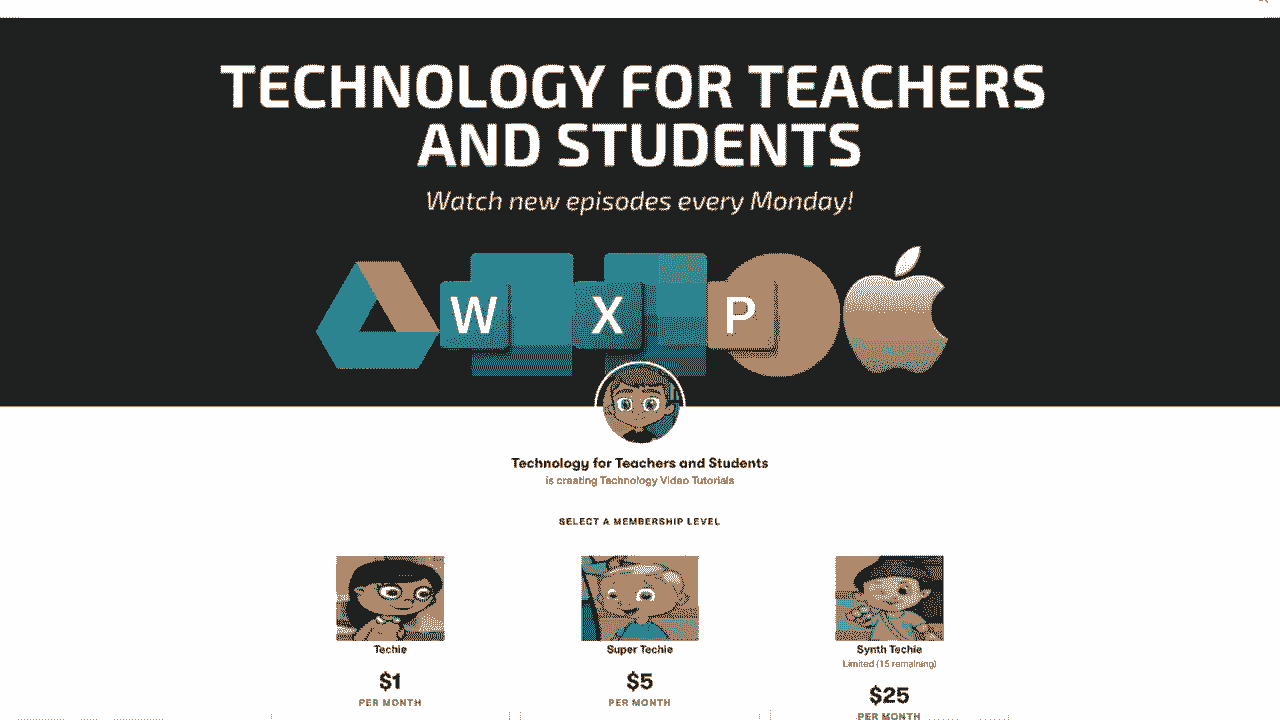 TECHNOLOGY FOR TEACHERS
AND STUDENTS
Watch new episodes every Monday!
W X P
Technology for Teachers and Students
is creating Technology Video Tutorials
SELECT A MEMBERSHIP LEVEL
Techie
$1
PER MONTH
Super Techie
$5
PER MONTH
Synth Techie
Limited (15 remaining)
$25
PER MONTH